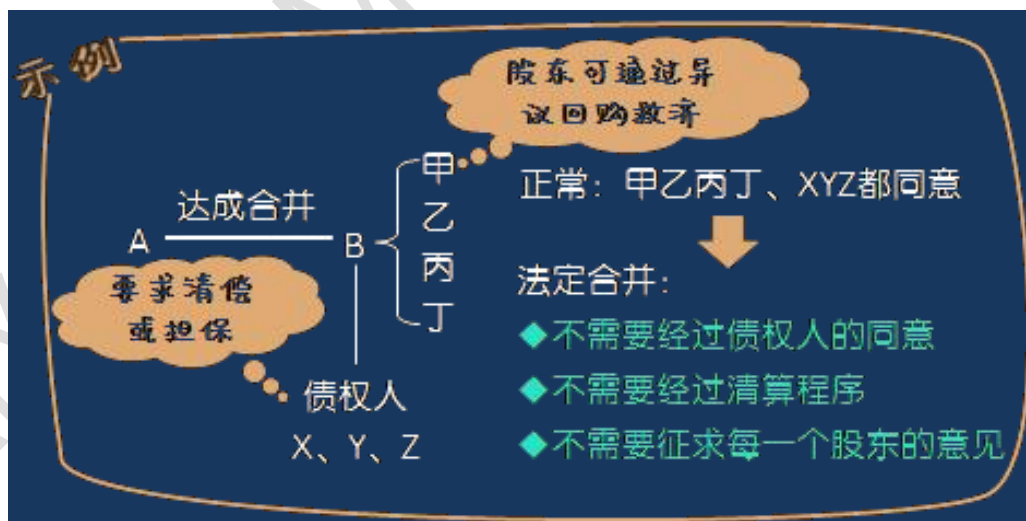 示例
股东可通过异
议回购救济
甲
乙
丙
丁
正常：甲乙丙丁、XYZ都同意
达成合并
A
B
要求清偿
或担保
法定合并：
◆不需要经过债权人的同意
◆不需要经过清算程序
◆不需要征求每一个股东的意见
债权人
X、Y、Z